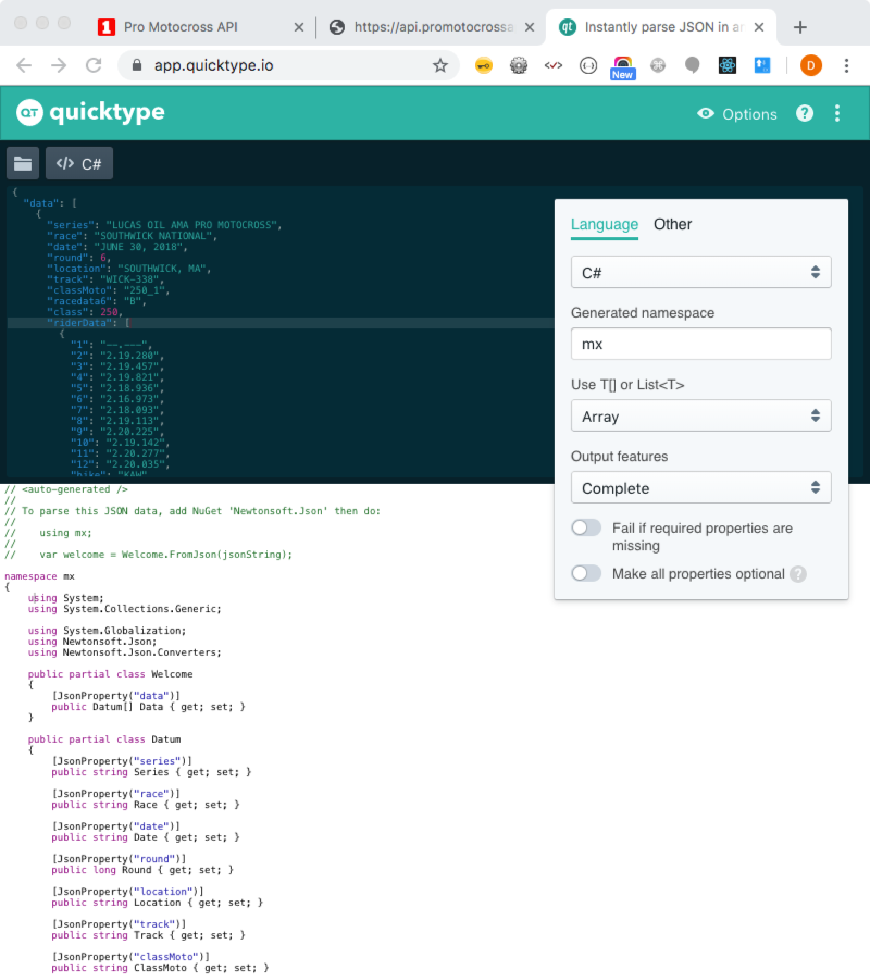 1 Pro Motocross API
https://api.promotocrossa
qt Instantly parse JSON in an
app.quicktype.io
New
D
QT quicktype
Options
?
</> C#
{
"data": [
{
"series": "LUCAS OIL AMA PRO MOTOCROSS",
"race": "SOUTHWICK NATIONAL",
"date": "JUNE 30, 2018",
"round": 6,
"location": "SOUTHWICK, MA",
"track": "WICK-338",
"classMoto": "250_1",
"racedata6": "B",
"class": 250,
"riderData": [
{
"1": "--.---",
"2": "2.19.280",
"3": "2.19.457",
"4": "2.19.821",
"5": "2.18.936",
"6": "2.16.973",
"7": "2.18.093",
"8": "2.19.113",
"9": "2.20.225",
"10": "2.19.142",
"11": "2.20.277",
"12": "2.20.035",
"bike": "KAW",
Language Other
C#
Generated namespace
mx
Use T[] or List<T>
Array
Output features
Complete
Fail if required properties are
missing
Make all properties optional ?
// <auto-generated />
//
// To parse this JSON data, add NuGet 'Newtonsoft.Json' then do:
//
//    using mx;
//
//    var welcome = Welcome.FromJson(jsonString);
namespace mx
{
using System;
using System.Collections.Generic;
using System.Globalization;
using Newtonsoft.Json;
using Newtonsoft.Json.Converters;
public partial class Welcome
{
[JsonProperty("data")]
public Datum[] Data { get; set; }
}
public partial class Datum
{
[JsonProperty("series")]
public string Series { get; set; }
[JsonProperty("race")]
public string Race { get; set; }
[JsonProperty("date")]
public string Date { get; set; }
[JsonProperty("round")]
public long Round { get; set; }
[JsonProperty("location")]
public string Location { get; set; }
[JsonProperty("track")]
public string Track { get; set; }
[JsonProperty("classMoto")]
public string ClassMoto { get; set; }